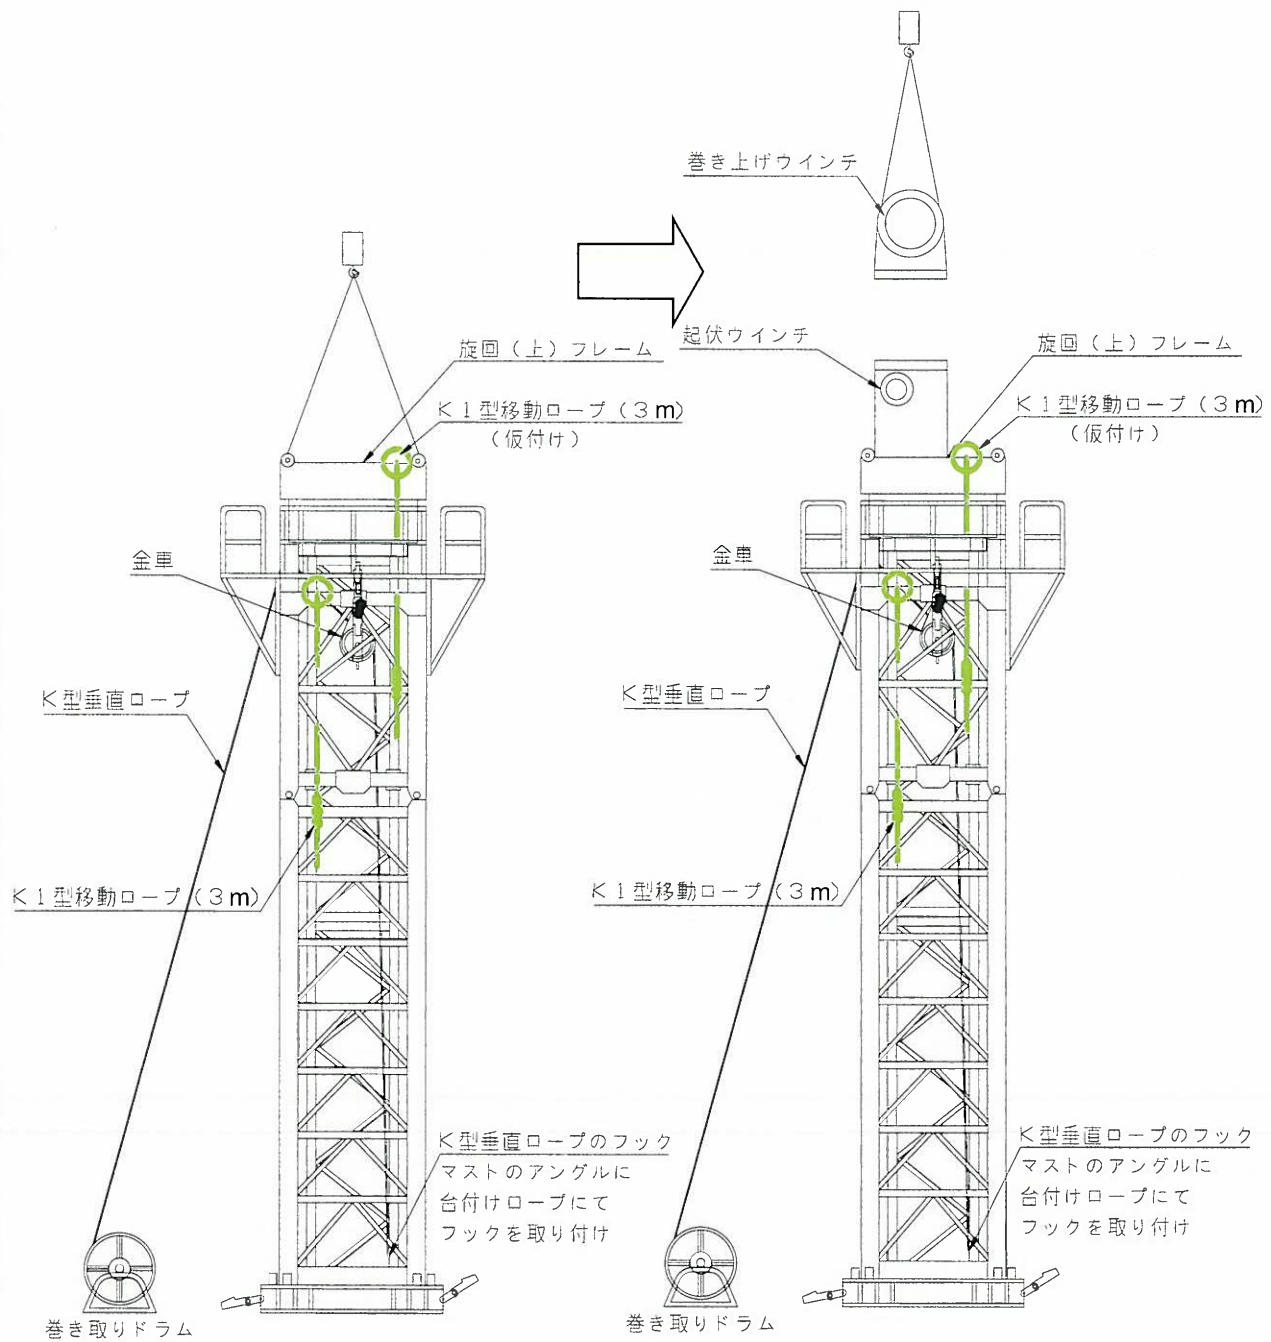 巻き上げウインチ
起伏ウインチ
旋回（上）フレーム
K1型移動ロープ（3m）
（仮付け）
金車
K型垂直ロープ
K1型移動ロープ（3m）
K型垂直ロープのフック
マストのアングルに
台付けロープにて
フックを取り付け
巻き取りドラム
旋回（上）フレーム
K1型移動ロープ（3m）
（仮付け）
金車
K型垂直ロープ
K1型移動ロープ（3m）
K型垂直ロープのフック
マストのアングルに
台付けロープにて
フックを取り付け
巻き取りドラム